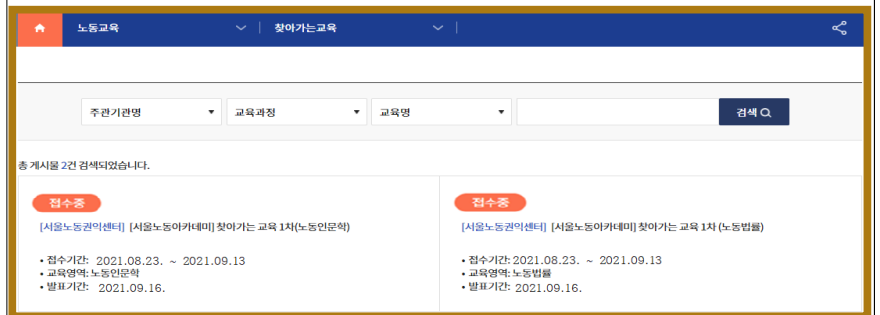 노동교육 찾아가는교육
주관기관명 교육과정 교육명 검색
총 게시물 2건 검색되었습니다.
접수중
[서울노동권익센터] [서울노동아카데미] 찾아가는 교육 1차(노동인문학)
• 접수기간: 2021.08.23. ~ 2021.09.13
• 교육영역: 노동인문학
• 발표기간: 2021.09.16.
접수중
[서울노동권익센터] [서울노동아카데미] 찾아가는 교육 1차 (노동법률)
• 접수기간: 2021.08.23. ~ 2021.09.13
• 교육영역: 노동법률
• 발표기간: 2021.09.16.